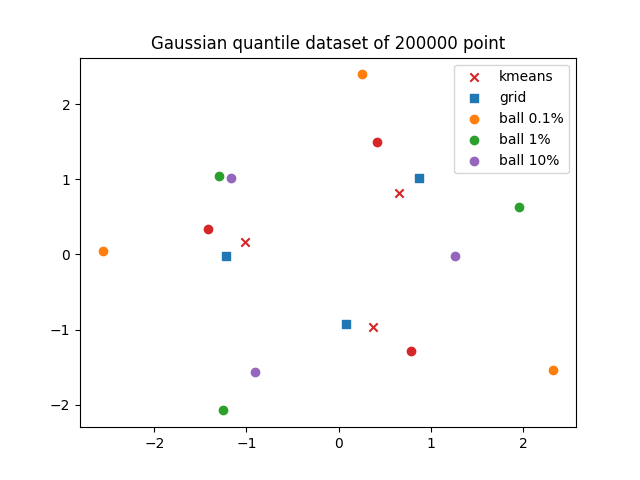 Gaussian quantile dataset of 200000 point
kmeans
grid
ball 0.1%
ball 1%
ball 10%
2
1
0
−1
−2
−2 −1 0 1 2